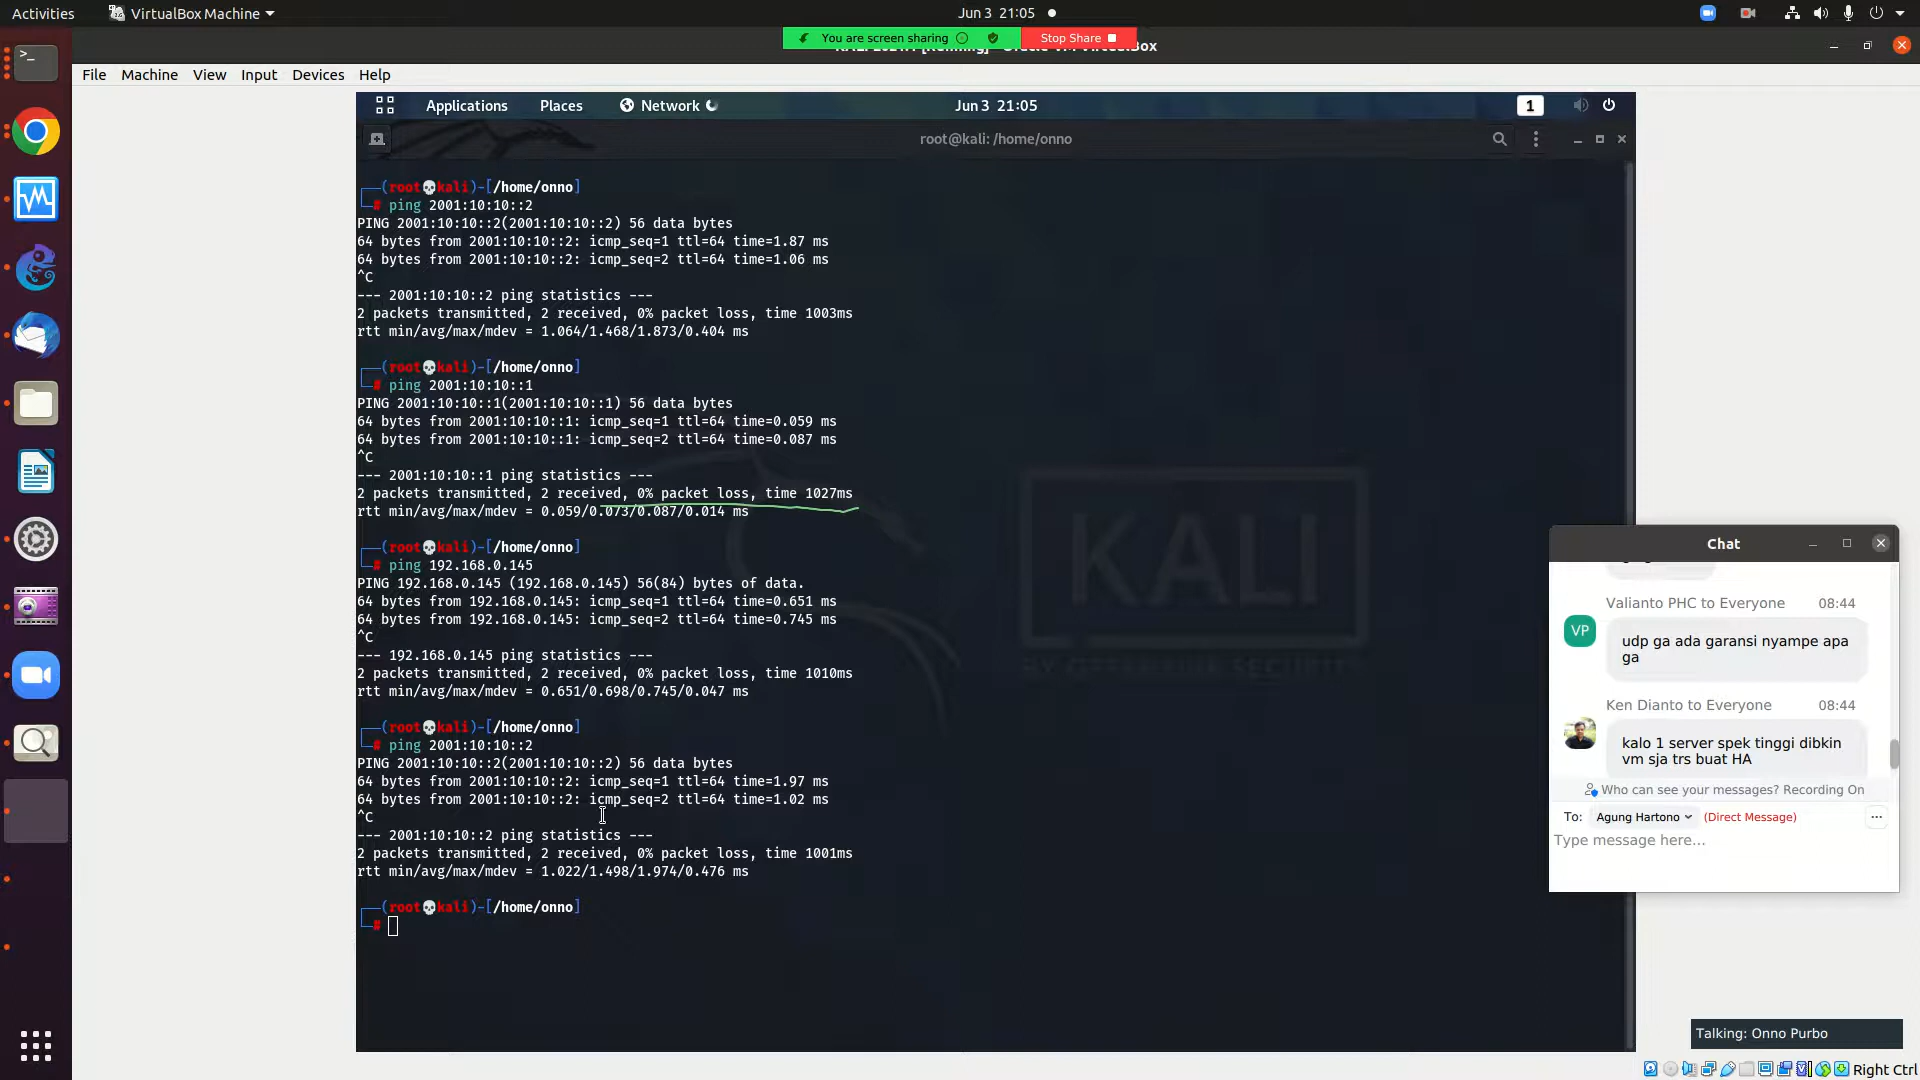 Activities
VirtualBox Machine
Jun 3 21:05
You are screen sharing
Stop Share
File
Machine
View
Input
Devices
Help
Applications
Places
Network
Jun 3 21:05
1
root@kali: /home/onno
┌──(root💀kali)-[/home/onno]
└─# ping 2001:10:10::2
PING 2001:10:10::2(2001:10:10::2) 56 data bytes
64 bytes from 2001:10:10::2: icmp_seq=1 ttl=64 time=1.87 ms
64 bytes from 2001:10:10::2: icmp_seq=2 ttl=64 time=1.06 ms
^C
--- 2001:10:10::2 ping statistics ---
2 packets transmitted, 2 received, 0% packet loss, time 1003ms
rtt min/avg/max/mdev = 1.064/1.468/1.873/0.404 ms
┌──(root💀kali)-[/home/onno]
└─# ping 2001:10:10::1
PING 2001:10:10::1(2001:10:10::1) 56 data bytes
64 bytes from 2001:10:10::1: icmp_seq=1 ttl=64 time=0.059 ms
64 bytes from 2001:10:10::1: icmp_seq=2 ttl=64 time=0.087 ms
^C
--- 2001:10:10::1 ping statistics ---
2 packets transmitted, 2 received, 0% packet loss, time 1027ms
rtt min/avg/max/mdev = 0.059/0.073/0.087/0.014 ms
┌──(root💀kali)-[/home/onno]
└─# ping 192.168.0.145
PING 192.168.0.145 (192.168.0.145) 56(84) bytes of data.
64 bytes from 192.168.0.145: icmp_seq=1 ttl=64 time=0.651 ms
64 bytes from 192.168.0.145: icmp_seq=2 ttl=64 time=0.745 ms
^C
--- 192.168.0.145 ping statistics ---
2 packets transmitted, 2 received, 0% packet loss, time 1010ms
rtt min/avg/max/mdev = 0.651/0.698/0.745/0.047 ms
┌──(root💀kali)-[/home/onno]
└─# ping 2001:10:10::2
PING 2001:10:10::2(2001:10:10::2) 56 data bytes
64 bytes from 2001:10:10::2: icmp_seq=1 ttl=64 time=1.97 ms
64 bytes from 2001:10:10::2: icmp_seq=2 ttl=64 time=1.02 ms
^C
--- 2001:10:10::2 ping statistics ---
2 packets transmitted, 2 received, 0% packet loss, time 1001ms
rtt min/avg/max/mdev = 1.022/1.498/1.974/0.476 ms
┌──(root💀kali)-[/home/onno]
└─#
KALI
BY OFFENSIVE SECURITY
Chat
Valianto PHC to Everyone 08:44
VP
udp ga ada garansi nyampe apa
ga
Ken Dianto to Everyone 08:44
kalo 1 server spek tinggi dibkin
vm sja trs buat HA
Who can see your messages? Recording On
To: Agung Hartono (Direct Message)
Type message here...
Talking: Onno Purbo
Right Ctrl